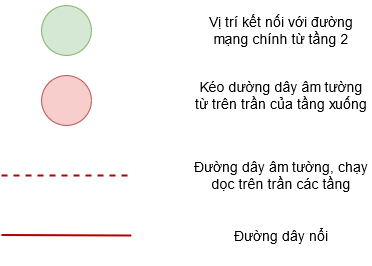 Vị trí kết nối với đường
mạng chính từ tầng 2
Kéo dường dây âm tường
từ trên trần của tầng xuống
Đường dây âm tường, chạy
dọc trên trần các tầng
Đường dây nổi